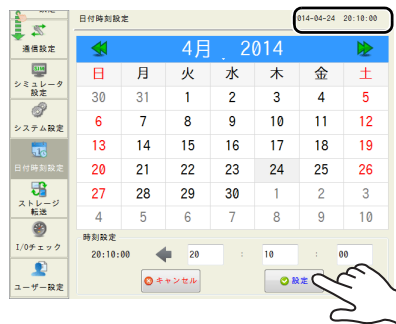 日付時刻設定
014-04-24 20:10:00
通信設定
シミュレータ
設定
システム設定
日付時刻設定
ストレージ
転送
I/Oチェック
ユーザー設定
4月 , 2014
日 月 火 水 木 金 土
30 31 1 2 3 4 5
6 7 8 9 10 11 12
13 14 15 16 17 18 19
20 21 22 23 24 25 26
27 28 29 30 1 2 3
4 5 6 7 8 9 10
時刻設定
20:10:00 20 : 10 : 00
キャンセル 設定